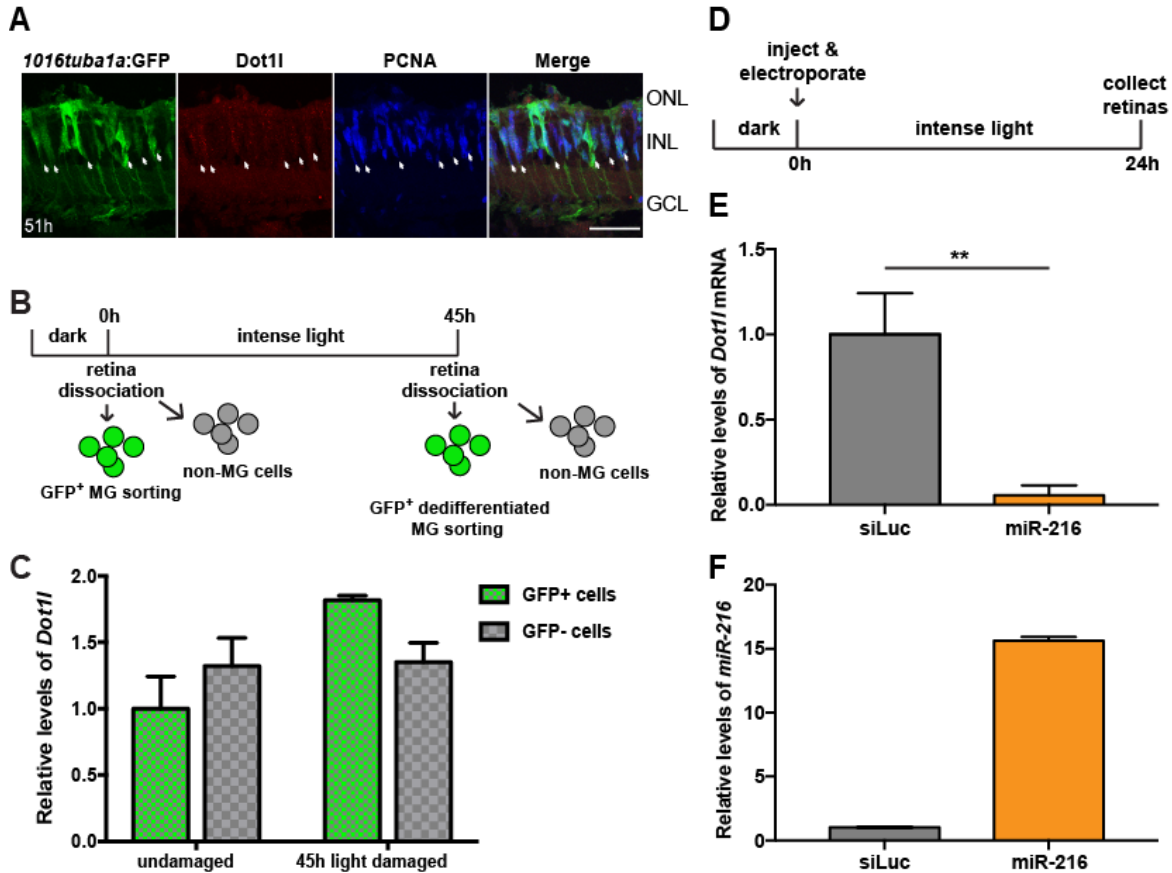 A
1016tuba1a:GFP
Dot1l
PCNA
Merge
51h
ONL
INL
GCL
B
0h
45h
dark
intense light
retina
dissociation
GFP+ MG sorting
non-MG cells
retina
dissociation
GFP+ dedifferentiated
MG sorting
non-MG cells
C
Relative levels of Dot1l
2.0
1.5
1.0
0.5
0.0
undamaged
45h light damaged
GFP+ cells
GFP- cells
D
inject &
electroporate
collect
retinas
dark
intense light
0h
24h
E
Relative levels of Dot1l mRNA
1.5
1.0
0.5
0.0
**
siLuc
miR-216
F
Relative levels of miR-216
20
15
10
5
0
siLuc
miR-216